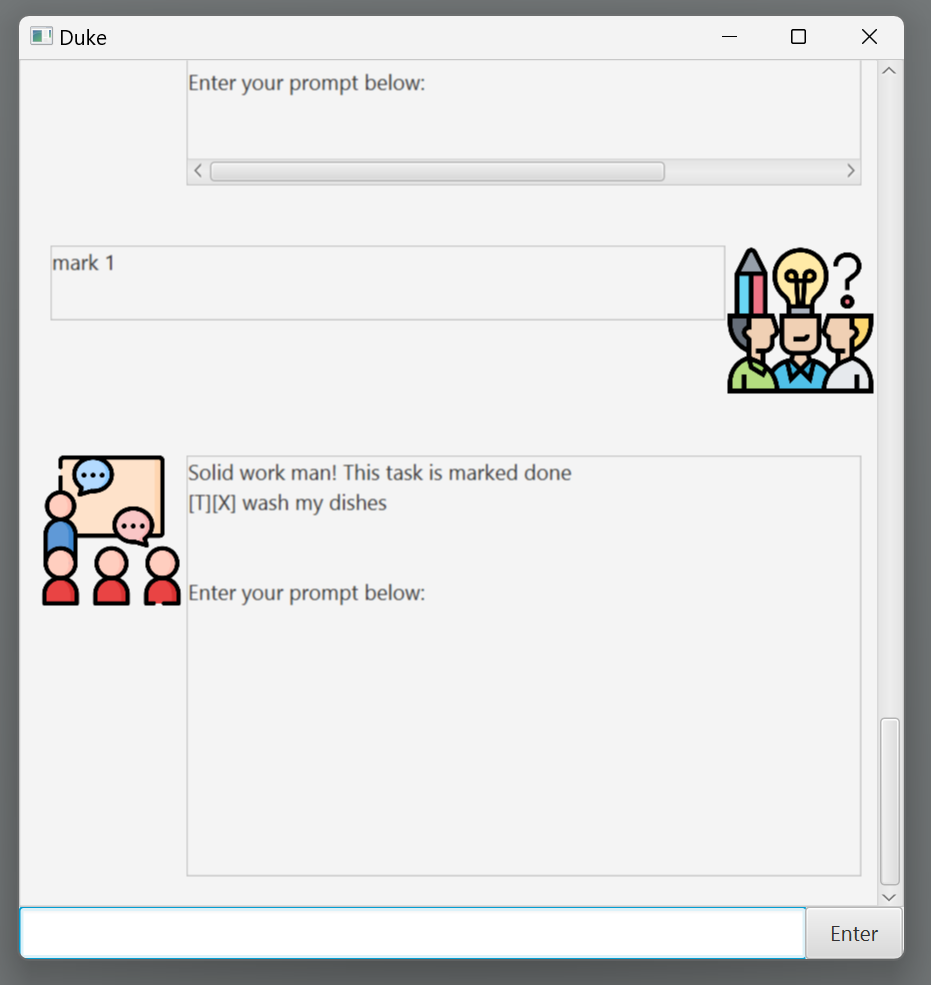 Duke
Enter your prompt below:
mark 1
?
Solid work man! This task is marked done
[T][X] wash my dishes
Enter your prompt below:
Enter